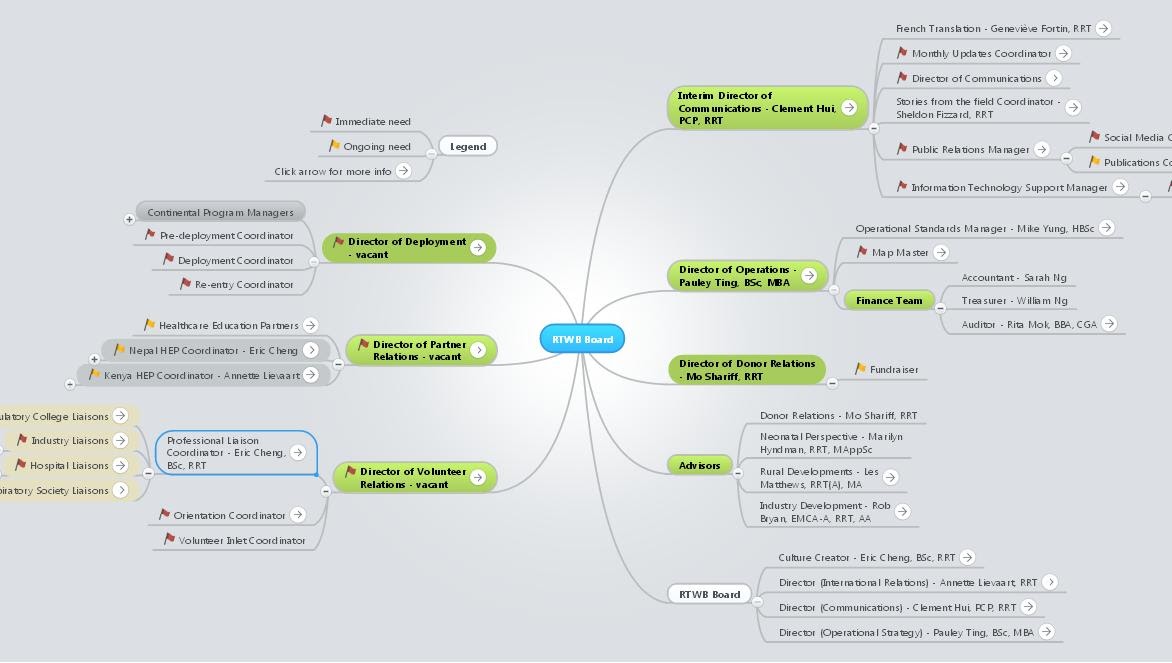 French Translation - Geneviève Fortin, RRT
Monthly Updates Coordinator
Director of Communications
Interim Director of
Communications - Clement Hui,
PCP, RRT
Stories from the field Coordinator -
Sheldon Fizzard, RRT
Public Relations Manager
Social Media
Publications
Information Technology Support Manager
Immediate need
Ongoing need
Click arrow for more info
Legend
Continental Program Managers
Pre-deployment Coordinator
Deployment Coordinator
Re-entry Coordinator
Director of Deployment
- vacant
Operational Standards Manager - Mike Yung, HBSc
Map Master
Director of Operations -
Pauley Ting, BSc, MBA
Finance Team
Accountant - Sarah Ng
Treasurer - William Ng
Auditor - Rita Mok, BBA, CGA
RTWB Board
Healthcare Education Partners
Nepal HEP Coordinator - Eric Cheng
Kenya HEP Coordinator - Annette Lievaart
Director of Partner
Relations - vacant
Director of Donor Relations
- Mo Shariff, RRT
Fundraiser
College Liaisons
Industry Liaisons
Hospital Liaisons
Society Liaisons
Professional Liaison
Coordinator - Eric Cheng,
BSc, RRT
Orientation Coordinator
Volunteer Inlet Coordinator
Director of Volunteer
Relations - vacant
Advisors
Donor Relations - Mo Shariff, RRT
Neonatal Perspective - Marilyn
Hyndman, RRT, MAppSc
Rural Developments - Les
Matthews, RRT(A), MA
Industry Development - Rob
Bryan, EMCA-A, RRT, AA
RTWB Board
Culture Creator - Eric Cheng, BSc, RRT
Director (International Relations) - Annette Lievaart, RRT
Director (Communications) - Clement Hui, PCP, RRT
Director (Operational Strategy) - Pauley Ting, BSc, MBA